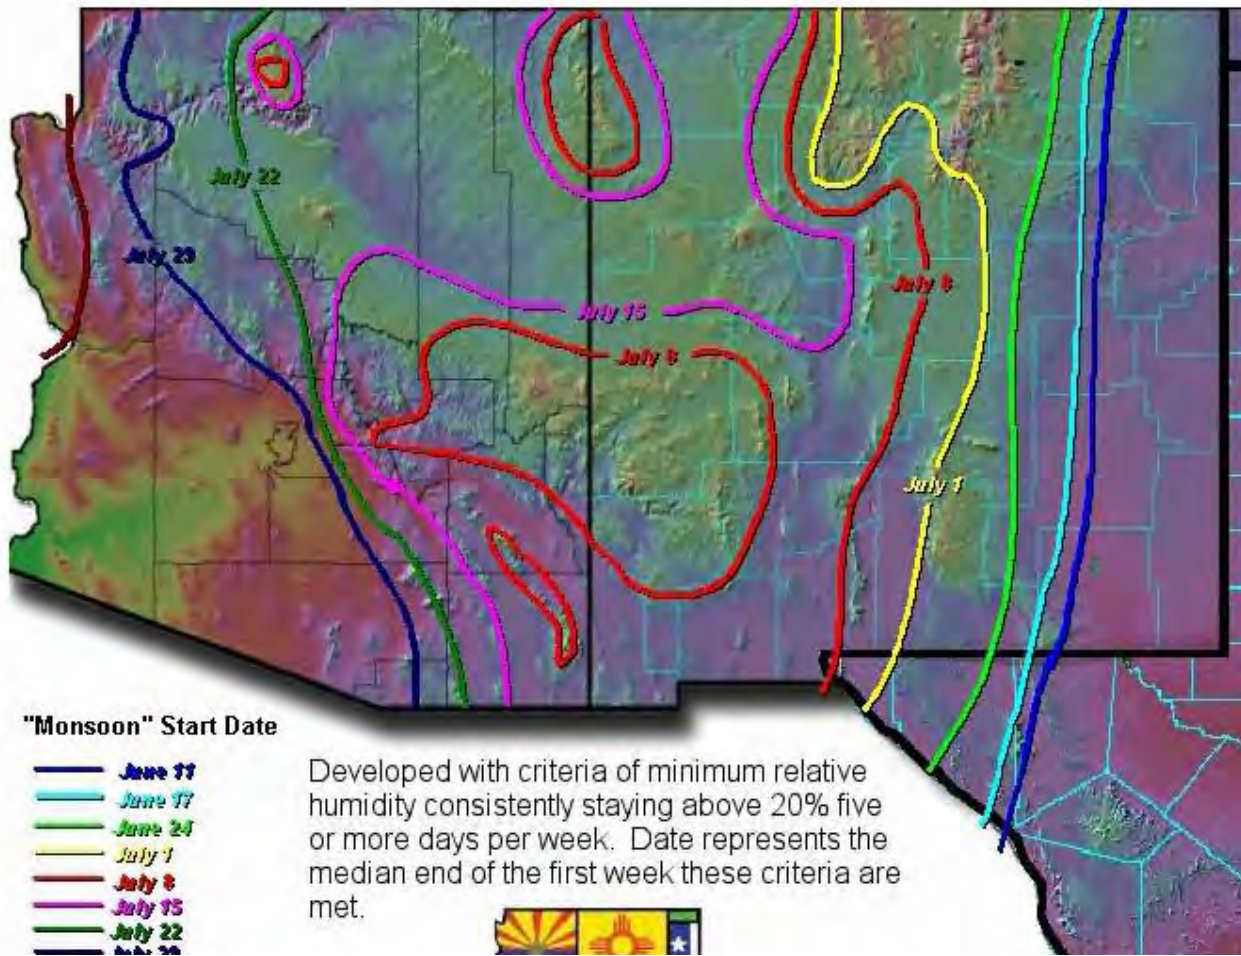 July 22
July 29
July 15
July 8
July 8
July 1
"Monsoon" Start Date
June 11
June 17
June 24
July 1
July 8
July 15
July 22
July 29
Developed with criteria of minimum relative
humidity consistently staying above 20% five
or more days per week. Date represents the
median end of the first week these criteria are
met.